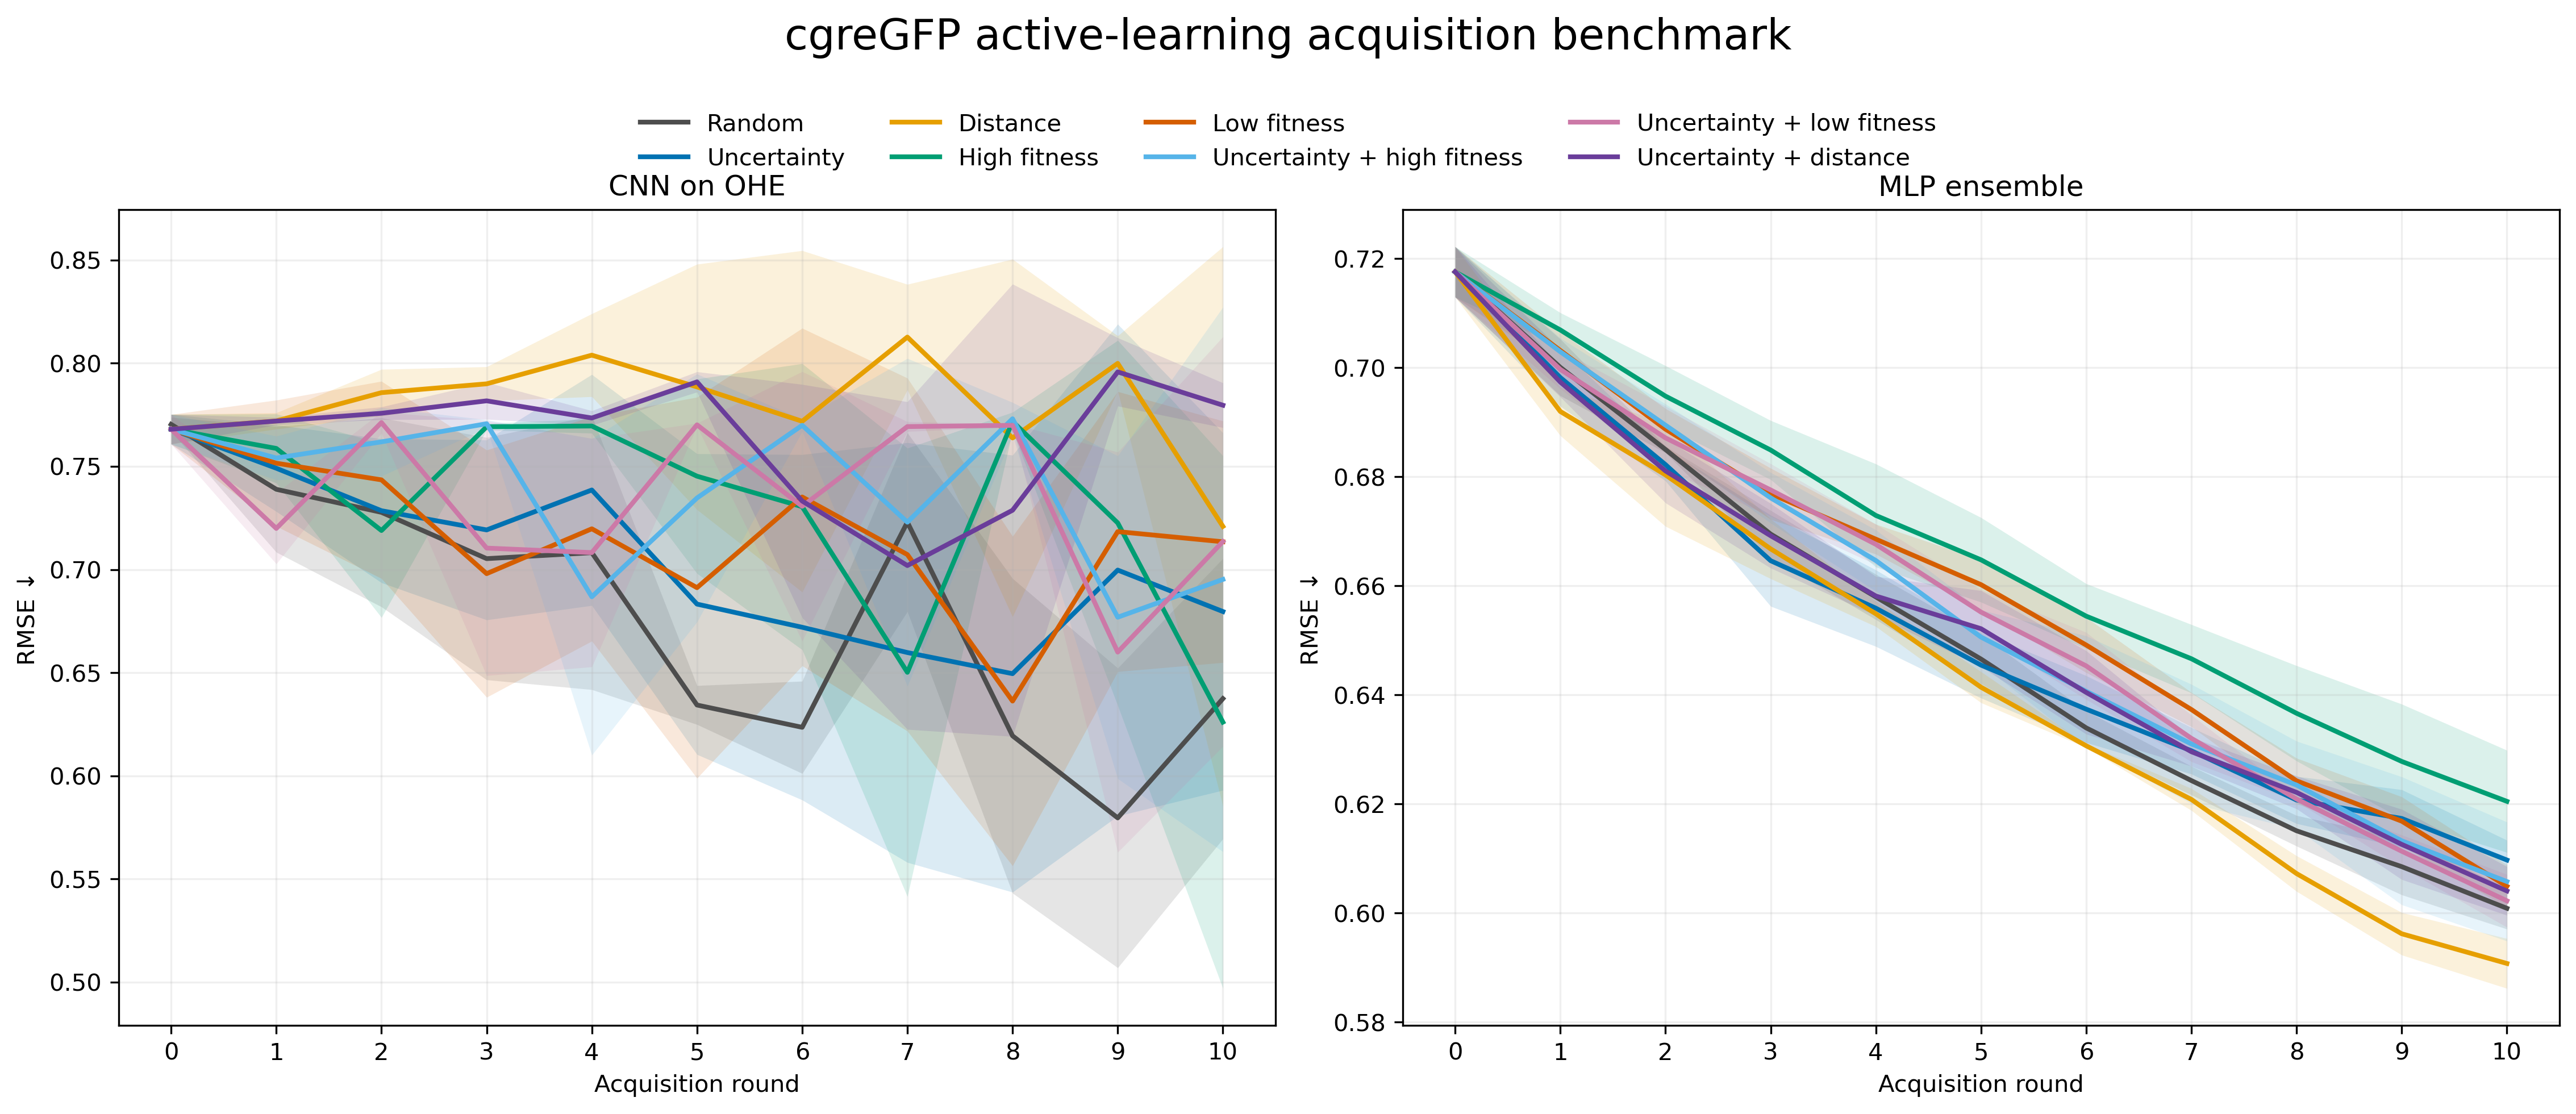 cgreGFP active-learning acquisition benchmark
Random
Distance
Low fitness
Uncertainty + low fitness
Uncertainty
High fitness
Uncertainty + high fitness
Uncertainty + distance
CNN on OHE
RMSE ↓
0.85
0.80
0.75
0.70
0.65
0.60
0.55
0.50
0 1 2 3 4 5 6 7 8 9 10
Acquisition round
MLP ensemble
RMSE ↓
0.72
0.70
0.68
0.66
0.64
0.62
0.60
0.58
0 1 2 3 4 5 6 7 8 9 10
Acquisition round